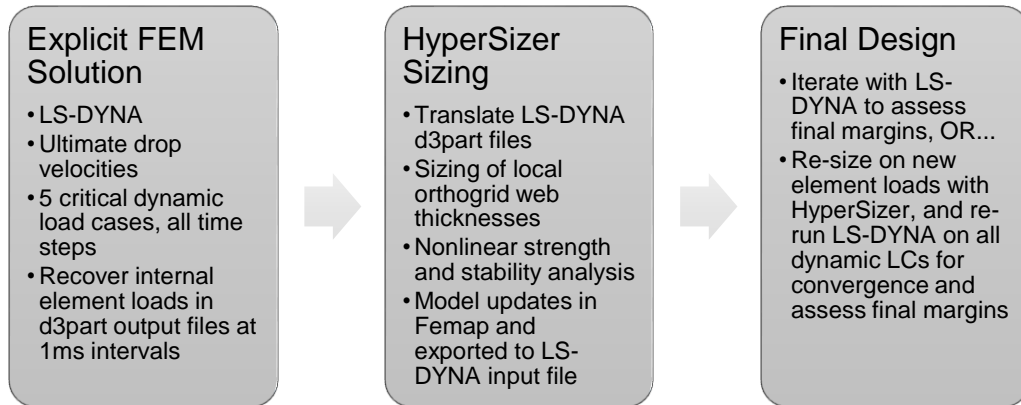 Explicit FEM
Solution
• LS-DYNA
• Ultimate drop
velocities
• 5 critical dynamic
load cases, all time
steps
• Recover internal
element loads in
d3part output files at
1ms intervals
HyperSizer
Sizing
• Translate LS-DYNA
d3part files
• Sizing of local
orthogrid web
thicknesses
• Nonlinear strength
and stability analysis
• Model updates in
Femap and
exported to LS-
DYNA input file
Final Design
• Iterate with LS-
DYNA to assess
final margins, OR...
• Re-size on new
element loads with
HyperSizer, and re-
run LS-DYNA on all
dynamic LCs for
convergence and
assess final margins